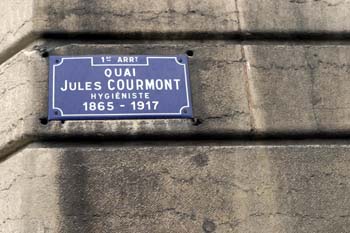 1ER ARRT
QUAI
JULES COURMONT
HYGIÉNISTE
1865 - 1917